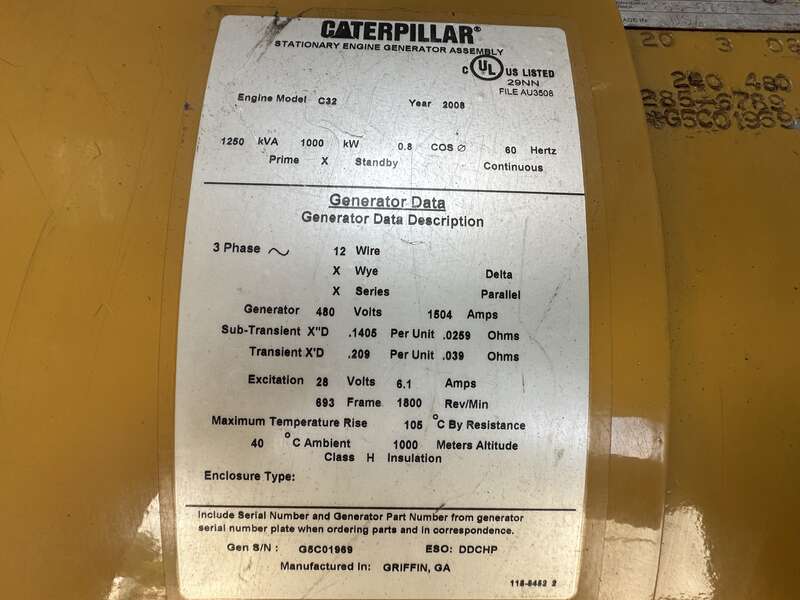 CATERPILLAR®
STATIONARY ENGINE GENERATOR ASSEMBLY
C UL US LISTED
29NN
FILE AU3508
Engine Model C32 Year 2008
1250 kVA 1000 kW 0.8 COS Ø 60 Hertz
Prime X Standby Continuous
Generator Data
Generator Data Description
3 Phase ~ 12 Wire
X Wye Delta
X Series Parallel
Generator 480 Volts 1504 Amps
Sub-Transient X"D .1405 Per Unit .0259 Ohms
Transient X'D .209 Per Unit .039 Ohms
Excitation 28 Volts 6.1 Amps
693 Frame 1800 Rev/Min
Maximum Temperature Rise 105 °C By Resistance
40 °C Ambient 1000 Meters Altitude
Class H Insulation
Enclosure Type:
Include Serial Number and Generator Part Number from generator
serial number plate when ordering parts and in correspondence.
Gen S/N : G5C01969 ESO: DDCHP
Manufactured In: GRIFFIN, GA
MADE IN
20 3 08
480